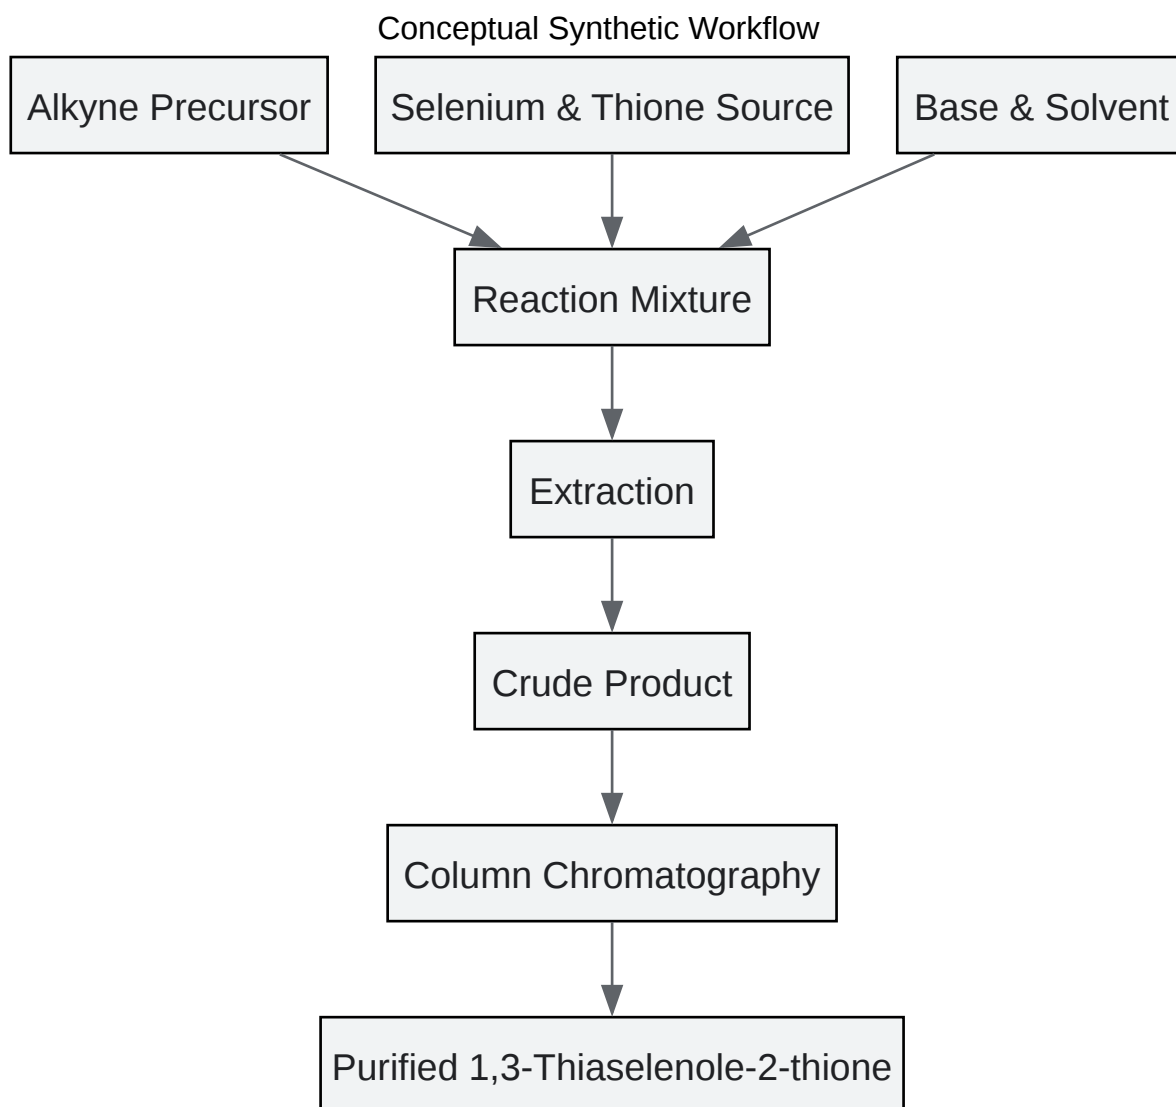 Conceptual Synthetic Workflow
Alkyne Precursor
Selenium & Thione Source
Base & Solvent
Reaction Mixture
Extraction
Crude Product
Column Chromatography
Purified 1,3-Thiaselenole-2-thione